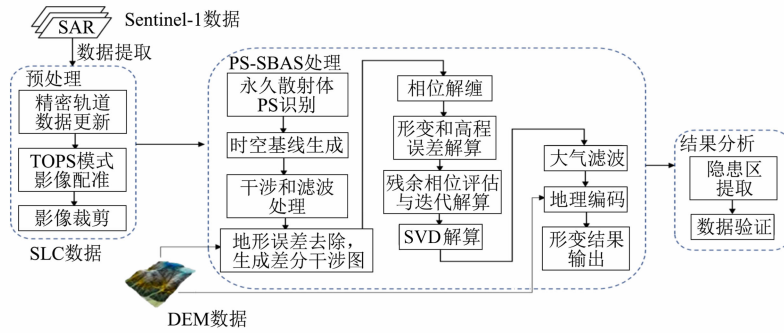 Sentinel-1数据
SAR
数据提取
预处理
精密轨道
数据更新
TOPS模式
影像配准
影像裁剪
SLC数据
PS-SBAS处理
永久散射体
PS识别
时空基线生成
干涉和滤波
处理
地形误差去除，
生成差分干涉图
DEM数据
相位解缠
形变和高程
误差解算
残余相位评估
与迭代解算
SVD解算
大气滤波
地理编码
形变结果
输出
结果分析
隐患区
提取
数据验证